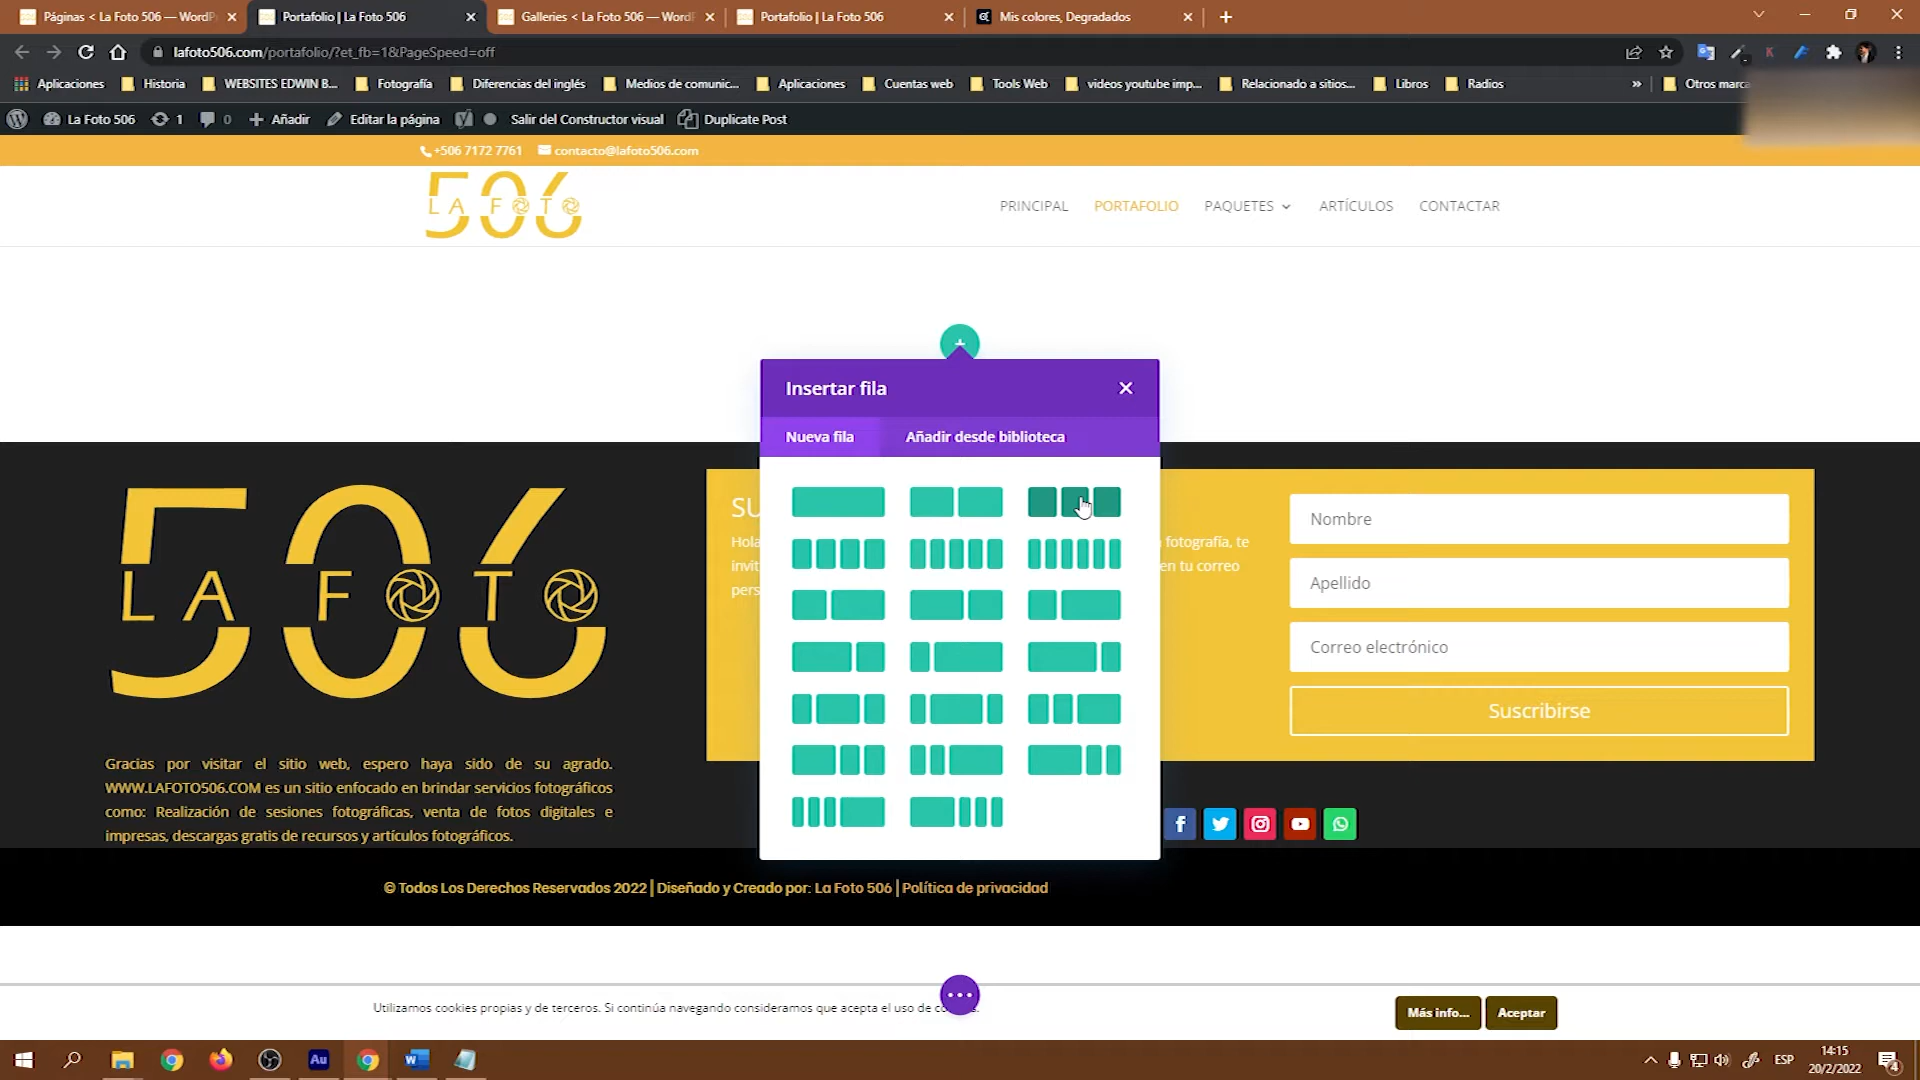 Páginas < La Foto 506 — WordP
Portafolio | La Foto 506
Galleries < La Foto 506 — WordF
Portafolio | La Foto 506
Mis colores, Degradados
lafoto506.com/portafolio/?et_fb=1&PageSpeed=off
Aplicaciones
Historia
WEBSITES EDWIN B...
Fotografía
Diferencias del inglés
Medios de comunic...
Aplicaciones
Cuentas web
Tools Web
videos youtube imp...
Relacionado a sitios...
Libros
Radios
»
Otros marca
La Foto 506
1
0
Añadir
Editar la página
Salir del Constructor visual
Duplicate Post
+506 7172 7761
contacto@lafoto506.com
506
LA FOTO
PRINCIPAL
PORTAFOLIO
PAQUETES
ARTÍCULOS
CONTACTAR
Insertar fila
Nueva fila
Añadir desde biblioteca
506
LA FOTO
SU
Hola
fotografía, te
invit
en tu correo
pers
Nombre
Apellido
Correo electrónico
Suscribirse
Gracias por visitar el sitio web, espero haya sido de su agrado.
WWW.LAFOTO506.COM es un sitio enfocado en brindar servicios fotográficos
como: Realización de sesiones fotográficas, venta de fotos digitales e
impresas, descargas gratis de recursos y artículos fotográficos.
© Todos Los Derechos Reservados 2022 | Diseñado y Creado por: La Foto 506 | Política de privacidad
Utilizamos cookies propias y de terceros. Si continúa navegando consideramos que acepta el uso de co
Más info...
Aceptar
Au
ESP
14:15
20/2/2022
4